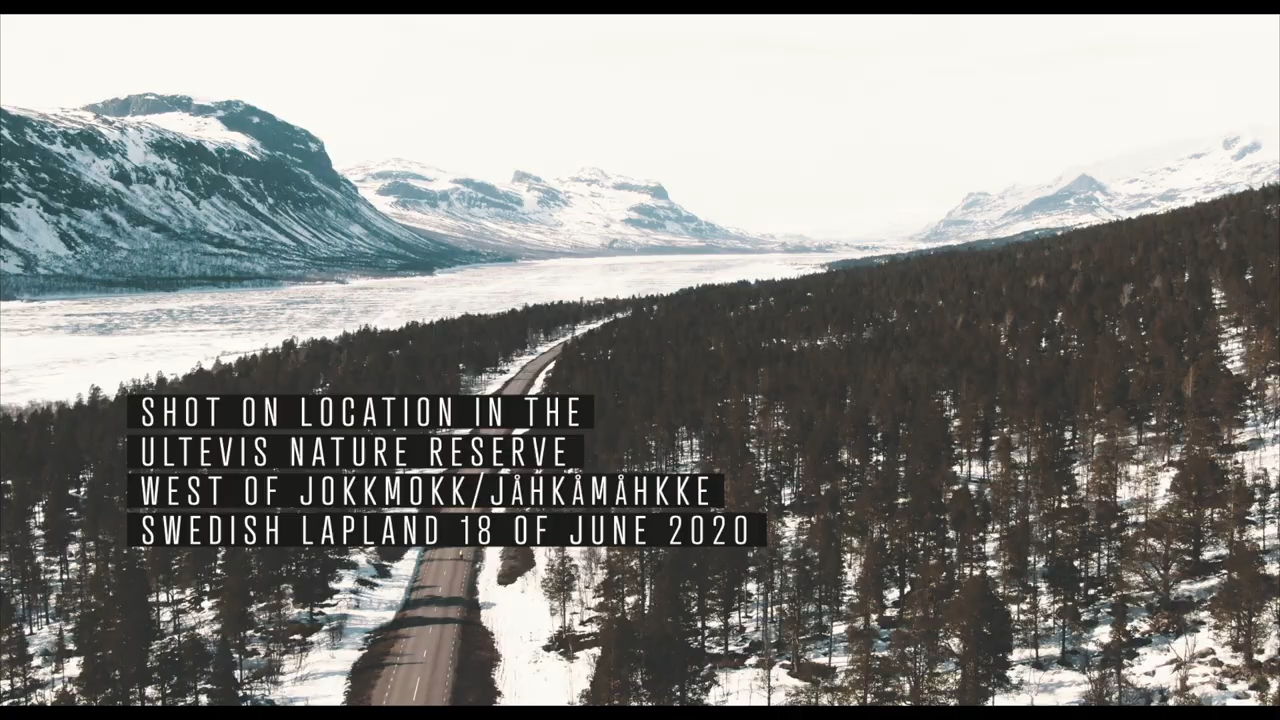 SHOT ON LOCATION IN THE
ULTEVIS NATURE RESERVE
WEST OF JOKKMOKK/JÅHKÅMÅHKKE
SWEDISH LAPLAND 18 OF JUNE 2020